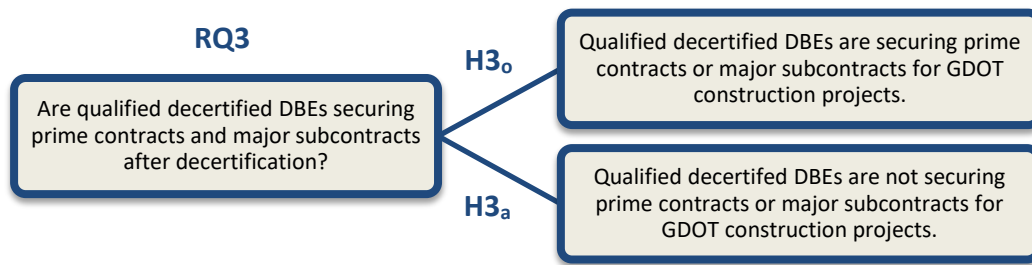 RQ3
Are qualified decertified DBEs securing
prime contracts and major subcontracts
after decertification?
H3o
Qualified decertified DBEs are securing prime
contracts or major subcontracts for GDOT
construction projects.
H3a
Qualified decertifed DBEs are not securing
prime contracts or major subcontracts for
GDOT construction projects.